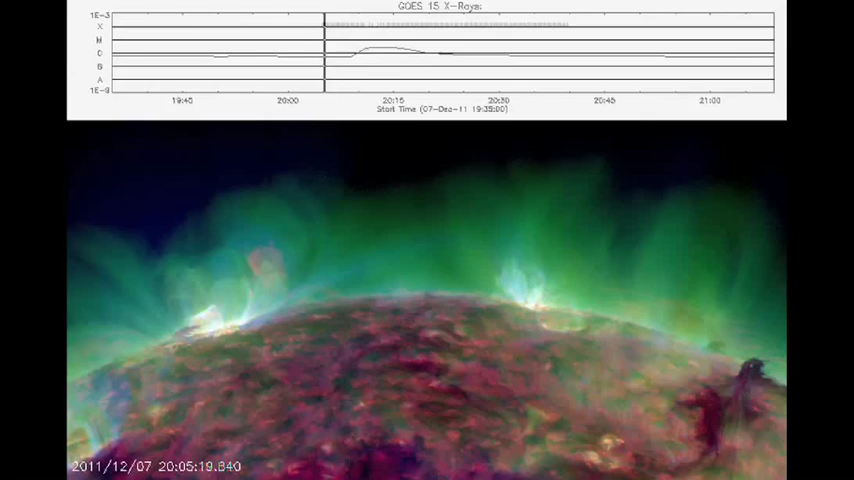 GOES 15 X-Rays:
1E-3
X
M
C
B
A
1E-9
19:45 20:00 20:15 20:30 20:45 21:00
Start Time (07-Dec-11 19:35:00)
2011/12/07 20:05:19.840